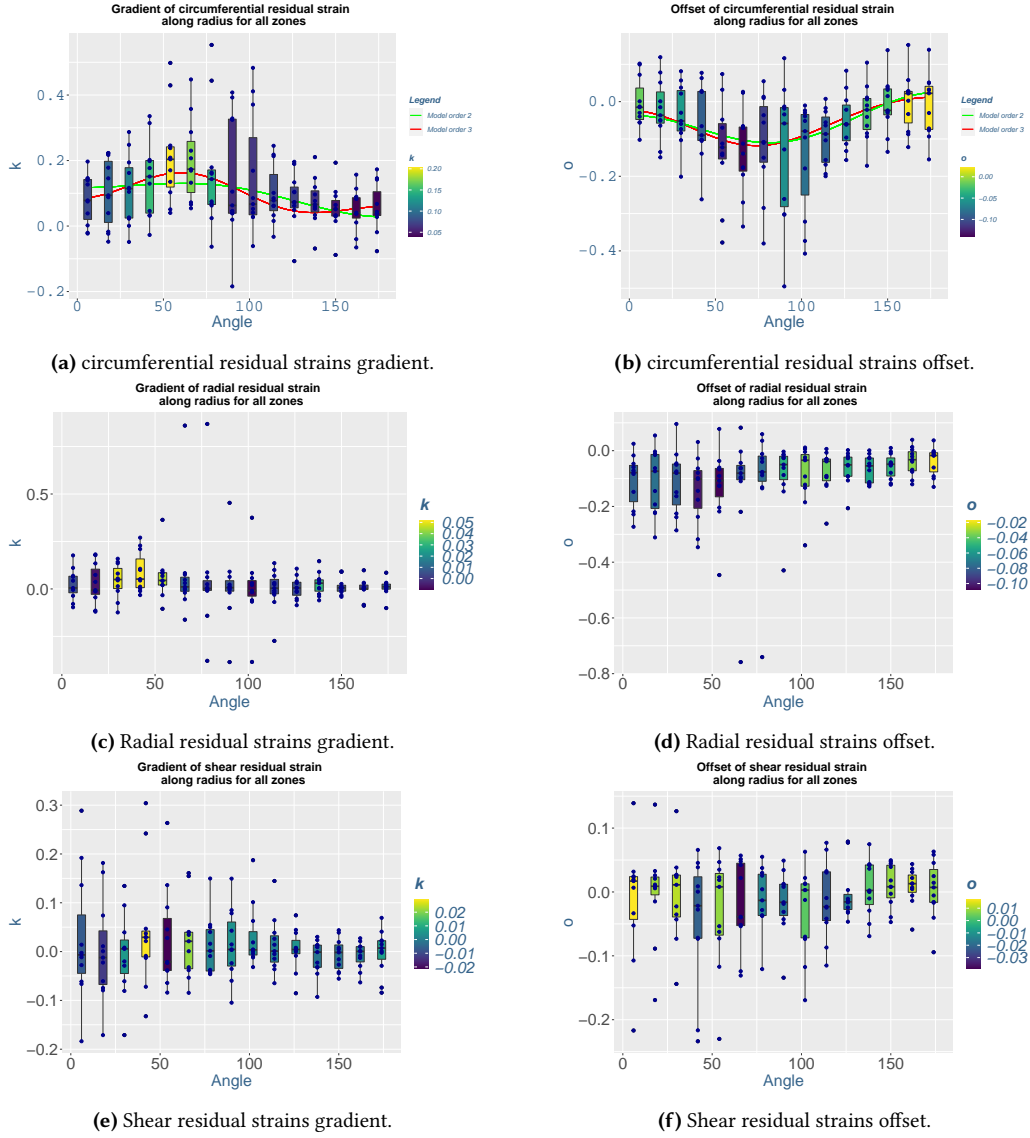 Gradient of circumferential residual strain
along radius for all zones
k
0.4
0.2
0.0
−0.2
0 50 100 150
Angle
Legend
Model order 2
Model order 3
k
0.20
0.15
0.10
0.05
(a) circumferential residual strains gradient.
Offset of circumferential residual strain
along radius for all zones
o
0.0
−0.2
−0.4
0 50 100 150
Angle
Legend
Model order 2
Model order 3
o
0.00
−0.05
−0.10
(b) circumferential residual strains offset.
Gradient of radial residual strain
along radius for all zones
k
0.5
0.0
0 50 100 150
Angle
k
0.05
0.04
0.03
0.02
0.01
0.00
(c) Radial residual strains gradient.
Offset of radial residual strain
along radius for all zones
o
0.0
−0.2
−0.4
−0.6
−0.8
0 50 100 150
Angle
o
−0.02
−0.04
−0.06
−0.08
−0.10
(d) Radial residual strains offset.
Gradient of shear residual strain
along radius for all zones
k
0.3
0.2
0.1
0.0
−0.1
−0.2
0 50 100 150
Angle
k
0.02
0.01
0.00
−0.01
−0.02
(e) Shear residual strains gradient.
Offset of shear residual strain
along radius for all zones
o
0.1
0.0
−0.1
−0.2
0 50 100 150
Angle
o
0.01
0.00
−0.01
−0.02
−0.03
(f) Shear residual strains offset.